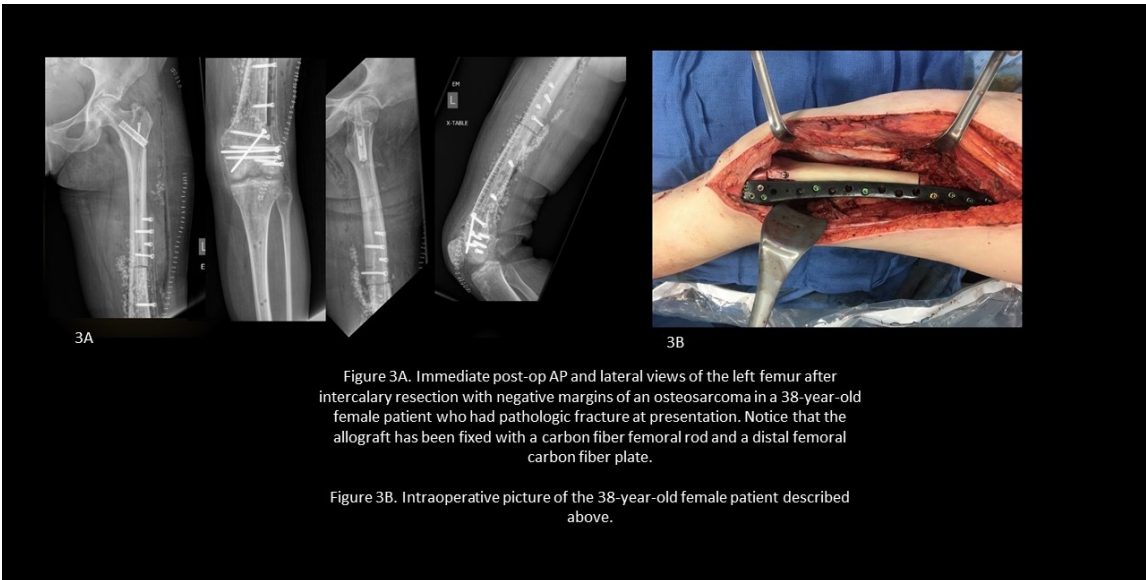 EM
L
X-TABLE
L
E
3A
3B
Figure 3A. Immediate post-op AP and lateral views of the left femur after
intercalary resection with negative margins of an osteosarcoma in a 38-year-old
female patient who had pathologic fracture at presentation. Notice that the
allograft has been fixed with a carbon fiber femoral rod and a distal femoral
carbon fiber plate.
Figure 3B. Intraoperative picture of the 38-year-old female patient described
above.